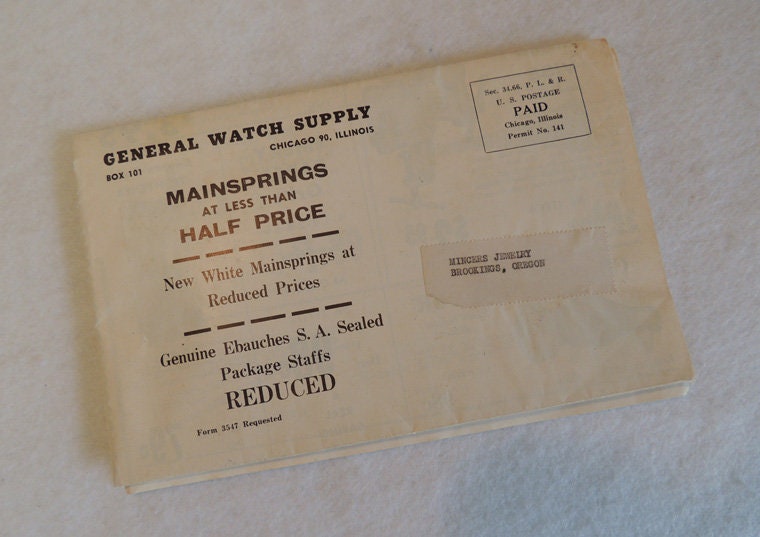 GENERAL WATCH SUPPLY
BOX 101
CHICAGO 90, ILLINOIS
MAINSPRINGS
AT LESS THAN
HALF PRICE
New White Mainsprings at
Reduced Prices
Genuine Ebauches S. A. Sealed
Package Staffs
REDUCED
Form 3547 Requested
Sec. 34.66, P. L. & R.
U. S. POSTAGE
PAID
Chicago, Illinois
Permit No. 141
MINCERS JEWELRY
BROOKINGS, OREGON